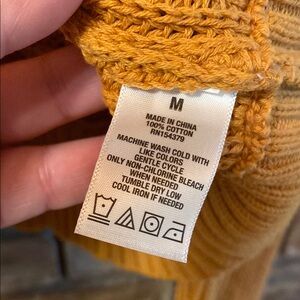 M
MADE IN CHINA
100% COTTON
RN154379
MACHINE WASH COLD WITH
LIKE COLORS
GENTLE CYCLE
ONLY NON-CHLORINE BLEACH
WHEN NEEDED
TUMBLE DRY LOW
COOL IRON IF NEEDED